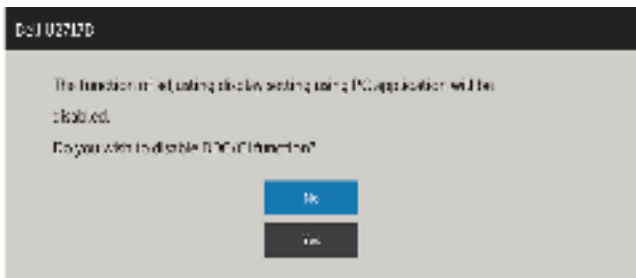 Dell U2717D
The function of adjusting display setting using PC application will be
disabled.
Do you wish to disable DDC/CI function?
No
Yes